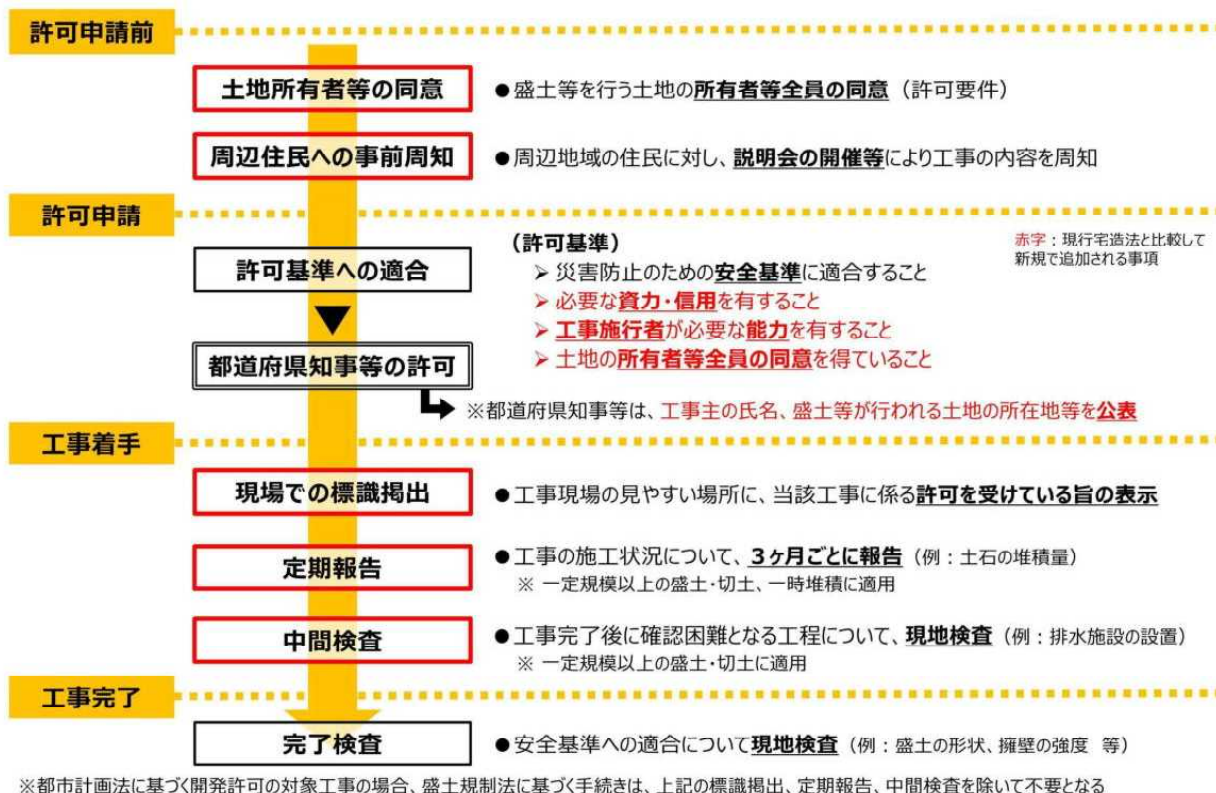 許可申請前
土地所有者等の同意
●盛土等を行う土地の所有者等全員の同意（許可要件）
周辺住民への事前周知
●周辺地域の住民に対し、説明会の開催等により工事の内容を周知
許可申請
（許可基準）
赤字：現行宅造法と比較して
新規で追加される事項
許可基準への適合
➢ 災害防止のための安全基準に適合すること
➢ 必要な資力・信用を有すること
➢ 工事施行者が必要な能力を有すること
➢ 土地の所有者等全員の同意を得ていること
都道府県知事等の許可
※都道府県知事等は、工事主の氏名、盛土等が行われる土地の所在地等を公表
工事着手
現場での標識掲出
●工事現場の見やすい場所に、当該工事に係る許可を受けている旨の表示
定期報告
●工事の施工状況について、３ヶ月ごとに報告（例：土石の堆積量）
※ 一定規模以上の盛土・切土、一時堆積に適用
中間検査
●工事完了後に確認困難となる工程について、現地検査（例：排水施設の設置）
※ 一定規模以上の盛土・切土に適用
工事完了
完了検査
●安全基準への適合について現地検査（例：盛土の形状、擁壁の強度 等）
※都市計画法に基づく開発許可の対象工事の場合、盛土規制法に基づく手続きは、上記の標識掲出、定期報告、中間検査を除いて不要となる